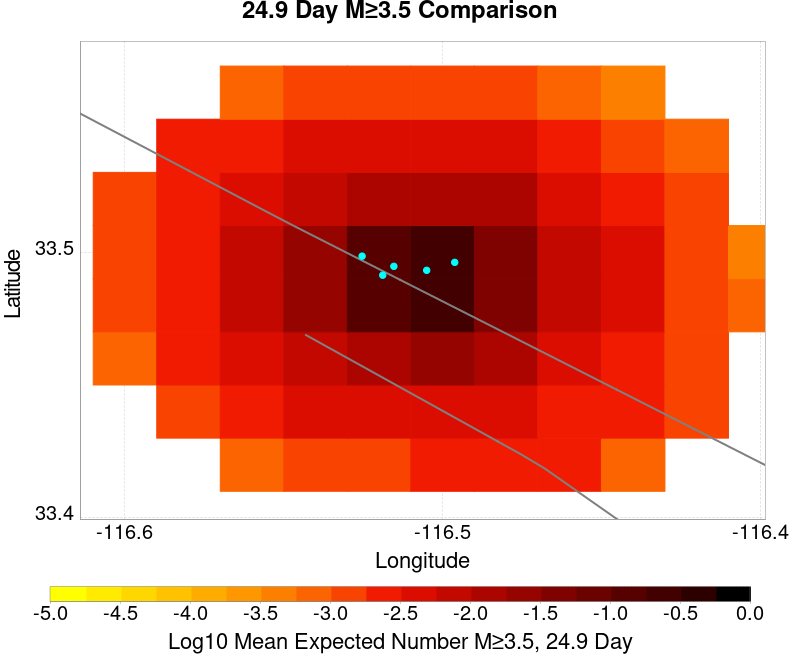 24.9 Day M≥3.5 Comparison
Latitude
33.5
33.4
-116.6 -116.5 -116.4
Longitude
-5.0 -4.5 -4.0 -3.5 -3.0 -2.5 -2.0 -1.5 -1.0 -0.5 0.0
Log10 Mean Expected Number M≥3.5, 24.9 Day